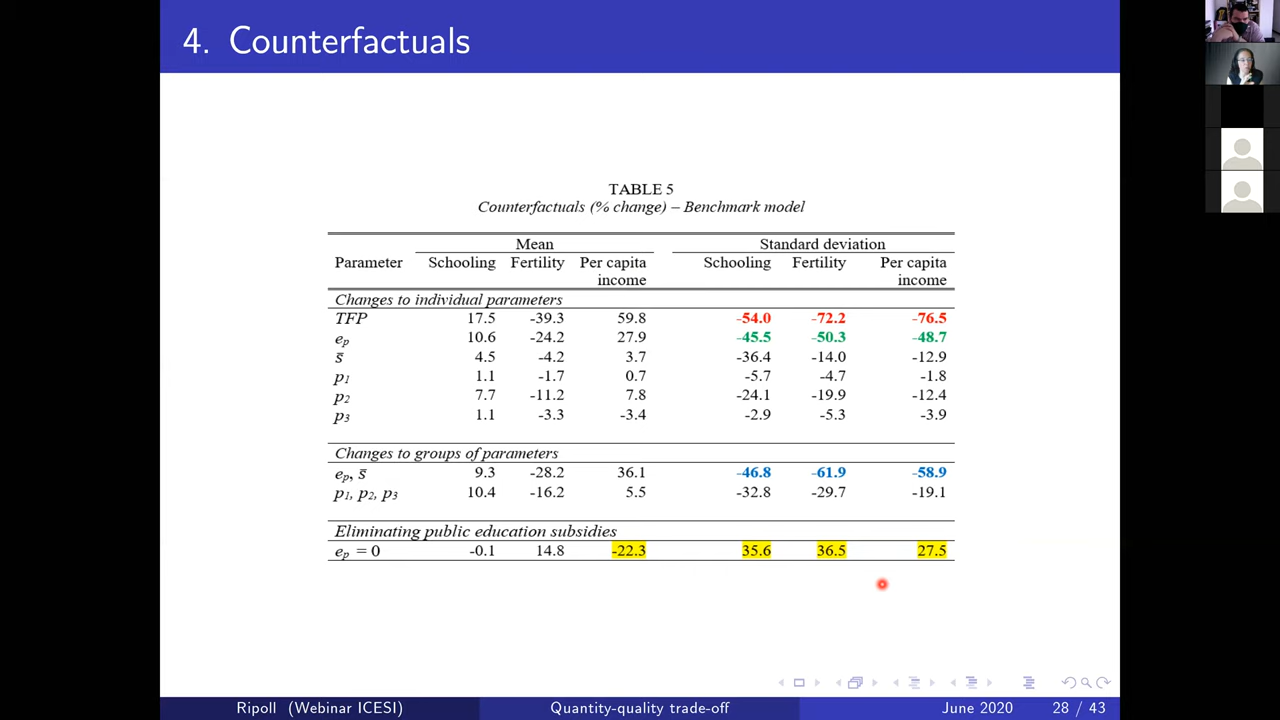 4. Counterfactuals
TABLE 5
Counterfactuals (% change) – Benchmark model
Mean Standard deviation
Parameter Schooling Fertility Per capita income Schooling Fertility Per capita income
Changes to individual parameters
TFP 17.5 -39.3 59.8 -54.0 -72.2 -76.5
eₚ 10.6 -24.2 27.9 -45.5 -50.3 -48.7
s̄ 4.5 -4.2 3.7 -36.4 -14.0 -12.9
p₁ 1.1 -1.7 0.7 -5.7 -4.7 -1.8
p₂ 7.7 -11.2 7.8 -24.1 -19.9 -12.4
p₃ 1.1 -3.3 -3.4 -2.9 -5.3 -3.9
Changes to groups of parameters
eₚ, s̄ 9.3 -28.2 36.1 -46.8 -61.9 -58.9
p₁, p₂, p₃ 10.4 -16.2 5.5 -32.8 -29.7 -19.1
Eliminating public education subsidies
eₚ = 0 -0.1 14.8 -22.3 35.6 36.5 27.5
Ripoll (Webinar ICESI) Quantity-quality trade-off June 2020 28 / 43